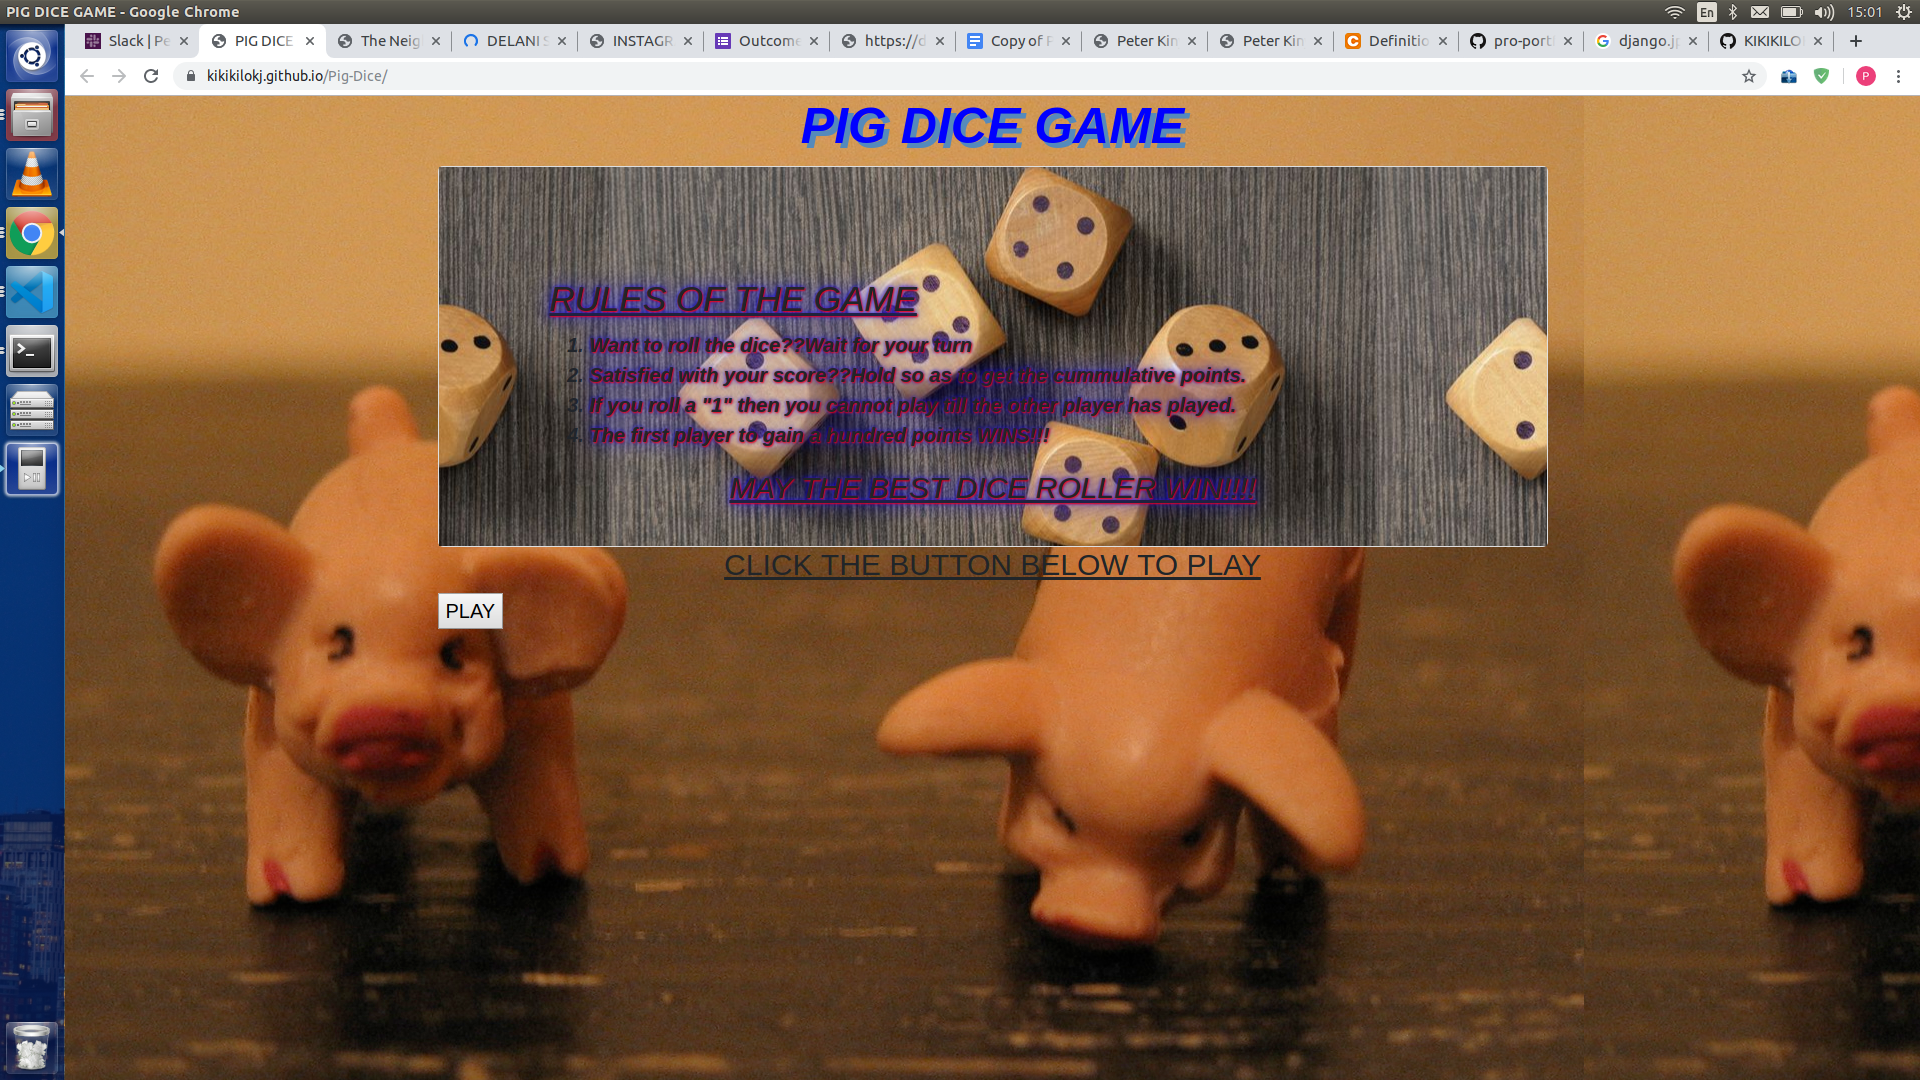 PIG DICE GAME - Google Chrome
En
15:01
Slack | Pe
PIG DICE
The Neig
DELANI S
INSTAGR
Outcome
https://d
Copy of P
Peter Kin
Peter Kin
Definitio
pro-portf
django.jp
KIKIKILO
kikikilokj.github.io/Pig-Dice/
P
PIG DICE GAME
RULES OF THE GAME
1. Want to roll the dice??Wait for your turn
2. Satisfied with your score??Hold so as to get the cummulative points.
3. If you roll a "1" then you cannot play till the other player has played.
4. The first player to gain a hundred points WINS!!!
MAY THE BEST DICE ROLLER WIN!!!!
CLICK THE BUTTON BELOW TO PLAY
PLAY